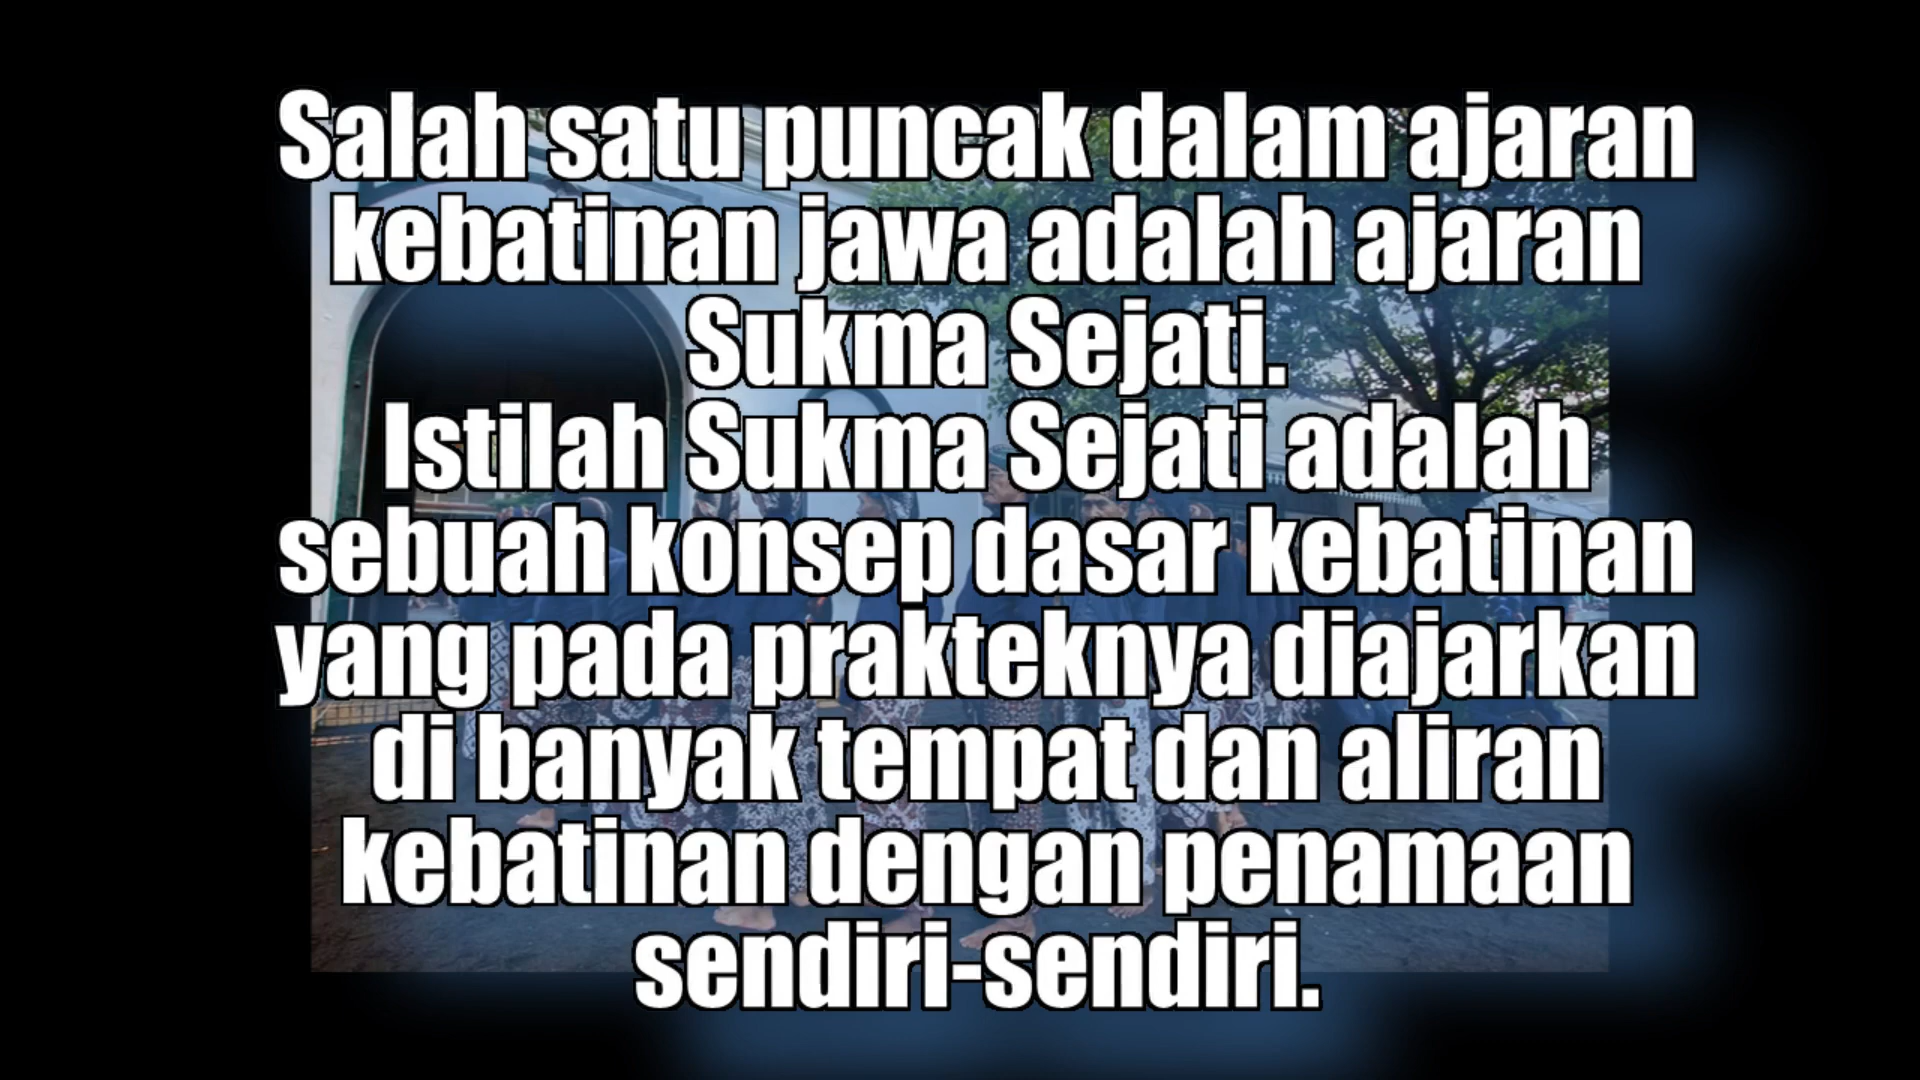 Salah satu puncak dalam ajaran
kebatinan jawa adalah ajaran
Sukma Sejati.
Istilah Sukma Sejati adalah
sebuah konsep dasar kebatinan
yang pada prakteknya diajarkan
di banyak tempat dan aliran
kebatinan dengan penamaan
sendiri-sendiri.